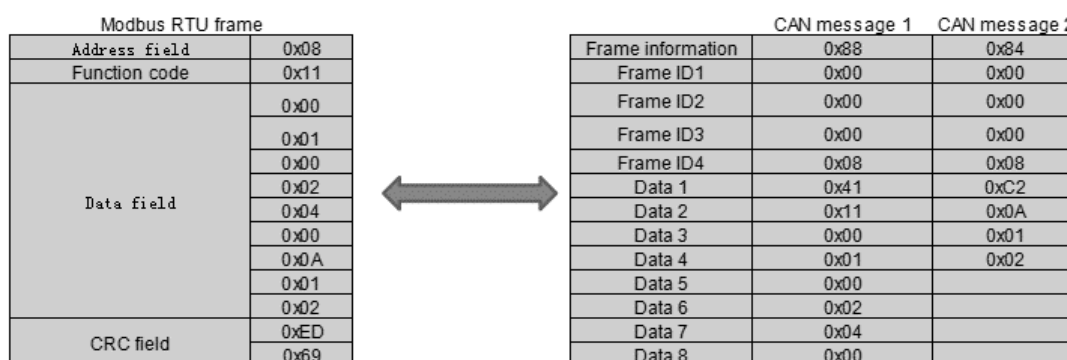 Modbus RTU frame
Address field 0x08
Function code 0x11
Data field
0x00
0x01
0x00
0x02
0x04
0x00
0x0A
0x01
0x02
CRC field
0xED
0x69
CAN message 1 CAN message 2
Frame information 0x88 0x84
Frame ID1 0x00 0x00
Frame ID2 0x00 0x00
Frame ID3 0x00 0x00
Frame ID4 0x08 0x08
Data 1 0x41 0xC2
Data 2 0x11 0x0A
Data 3 0x00 0x01
Data 4 0x01 0x02
Data 5 0x00
Data 6 0x02
Data 7 0x04
Data 8 0x00